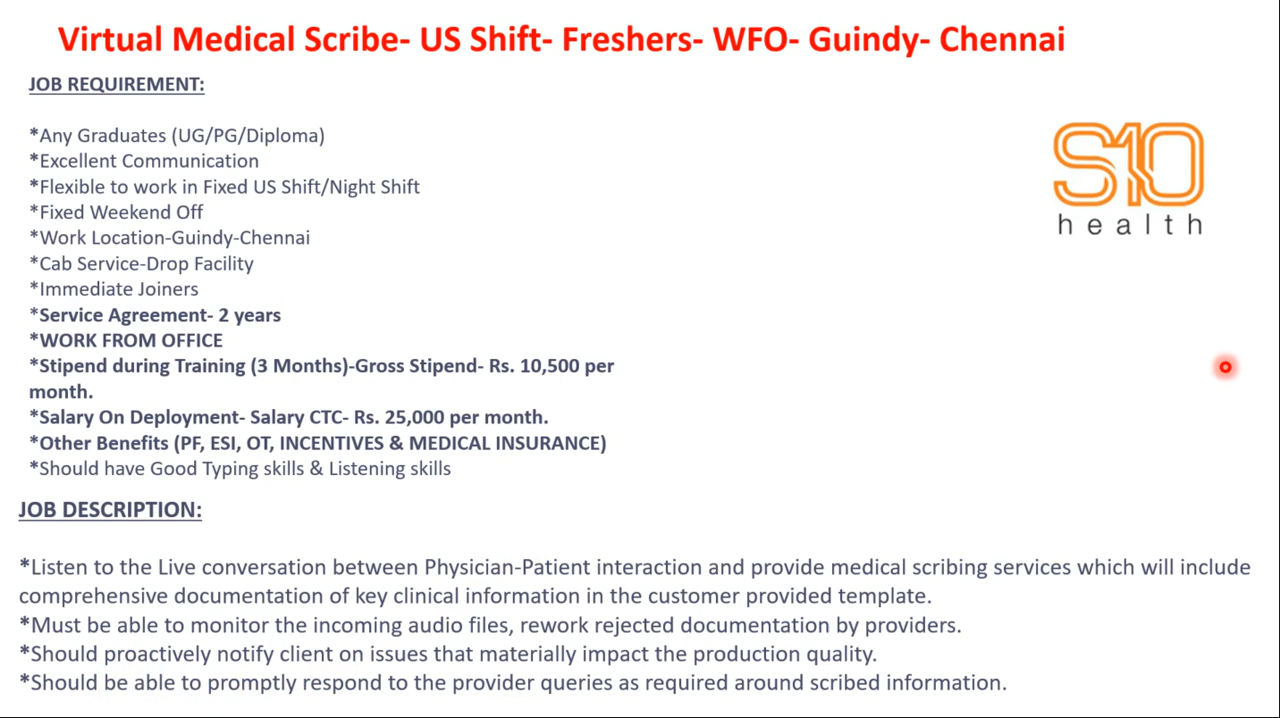 Virtual Medical Scribe- US Shift- Freshers- WFO- Guindy- Chennai
JOB REQUIREMENT:
*Any Graduates (UG/PG/Diploma)
*Excellent Communication
*Flexible to work in Fixed US Shift/Night Shift
*Fixed Weekend Off
*Work Location-Guindy-Chennai
*Cab Service-Drop Facility
*Immediate Joiners
*Service Agreement- 2 years
*WORK FROM OFFICE
*Stipend during Training (3 Months)-Gross Stipend- Rs. 10,500 per
month.
*Salary On Deployment- Salary CTC- Rs. 25,000 per month.
*Other Benefits (PF, ESI, OT, INCENTIVES & MEDICAL INSURANCE)
*Should have Good Typing skills & Listening skills
S10
health
JOB DESCRIPTION:
*Listen to the Live conversation between Physician-Patient interaction and provide medical scribing services which will include
comprehensive documentation of key clinical information in the customer provided template.
*Must be able to monitor the incoming audio files, rework rejected documentation by providers.
*Should proactively notify client on issues that materially impact the production quality.
*Should be able to promptly respond to the provider queries as required around scribed information.